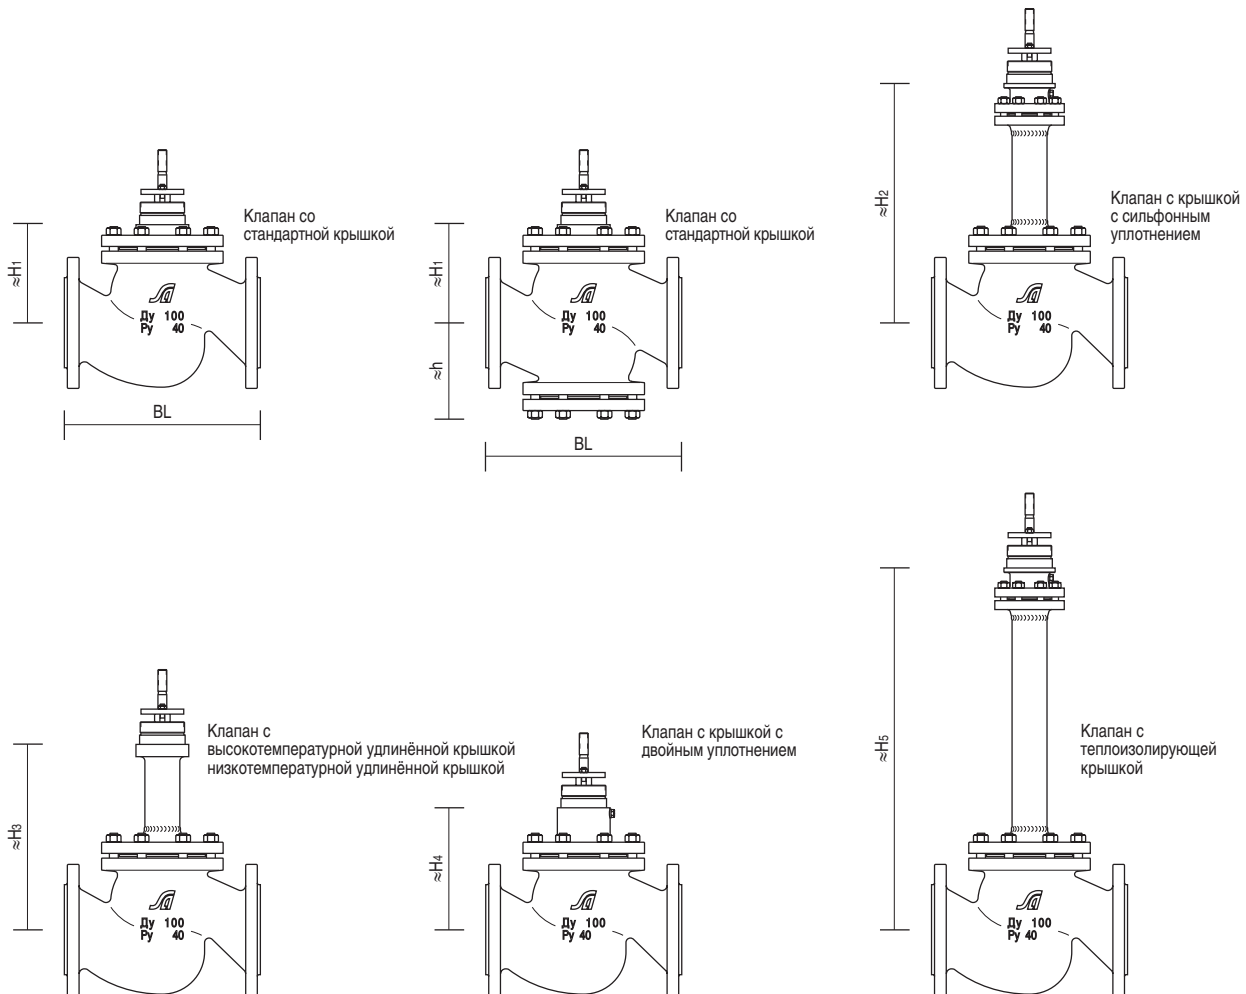 ≈H1
Клапан со
стандартной крышкой
Ду 100
Ру 40
BL
≈H1
≈h
Клапан со
стандартной крышкой
Ду 100
Ру 40
BL
≈H2
Клапан с крышкой
с сильфонным
уплотнением
Ду 100
Ру 40
≈H3
Клапан с
высокотемпературной удлинённой крышкой
низкотемпературной удлинённой крышкой
Ду 100
Ру 40
≈H4
Клапан с крышкой с
двойным уплотнением
Ду 100
Ру 40
≈H5
Клапан с
теплоизолирующей
крышкой
Ду 100
Ру 40